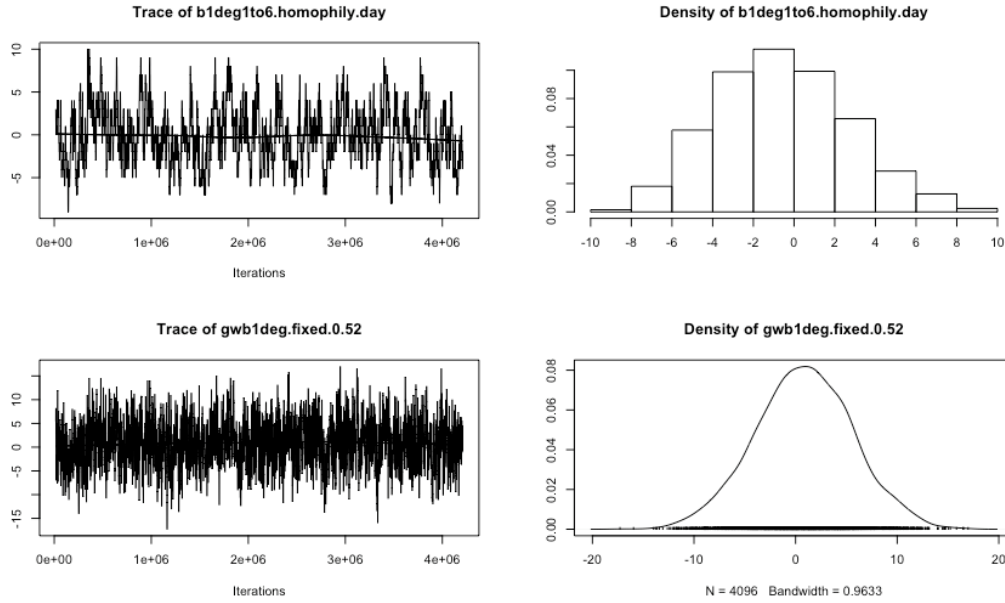 Trace of b1deg1to6.homophily.day
10
5
0
-5
0e+00 1e+06 2e+06 3e+06 4e+06
Iterations
Density of b1deg1to6.homophily.day
0.08
0.04
0.00
-10 -8 -6 -4 -2 0 2 4 6 8 10
Trace of gwb1deg.fixed.0.52
10
5
0
-5
-15
0e+00 1e+06 2e+06 3e+06 4e+06
Iterations
Density of gwb1deg.fixed.0.52
0.08
0.06
0.04
0.02
0.00
-20 -10 0 10 20
N = 4096 Bandwidth = 0.9633